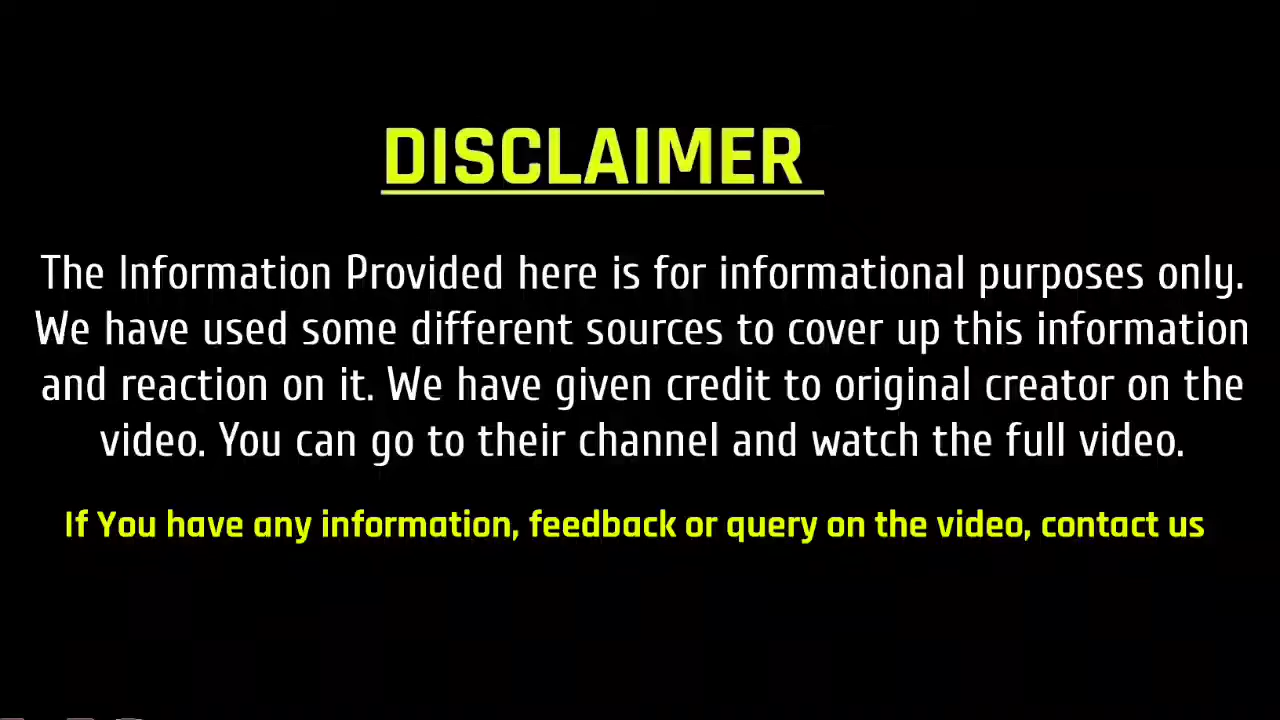 DISCLAIMER
The Information Provided here is for informational purposes only.
We have used some different sources to cover up this information
and reaction on it. We have given credit to original creator on the
video. You can go to their channel and watch the full video.
If You have any information, feedback or query on the video, contact us